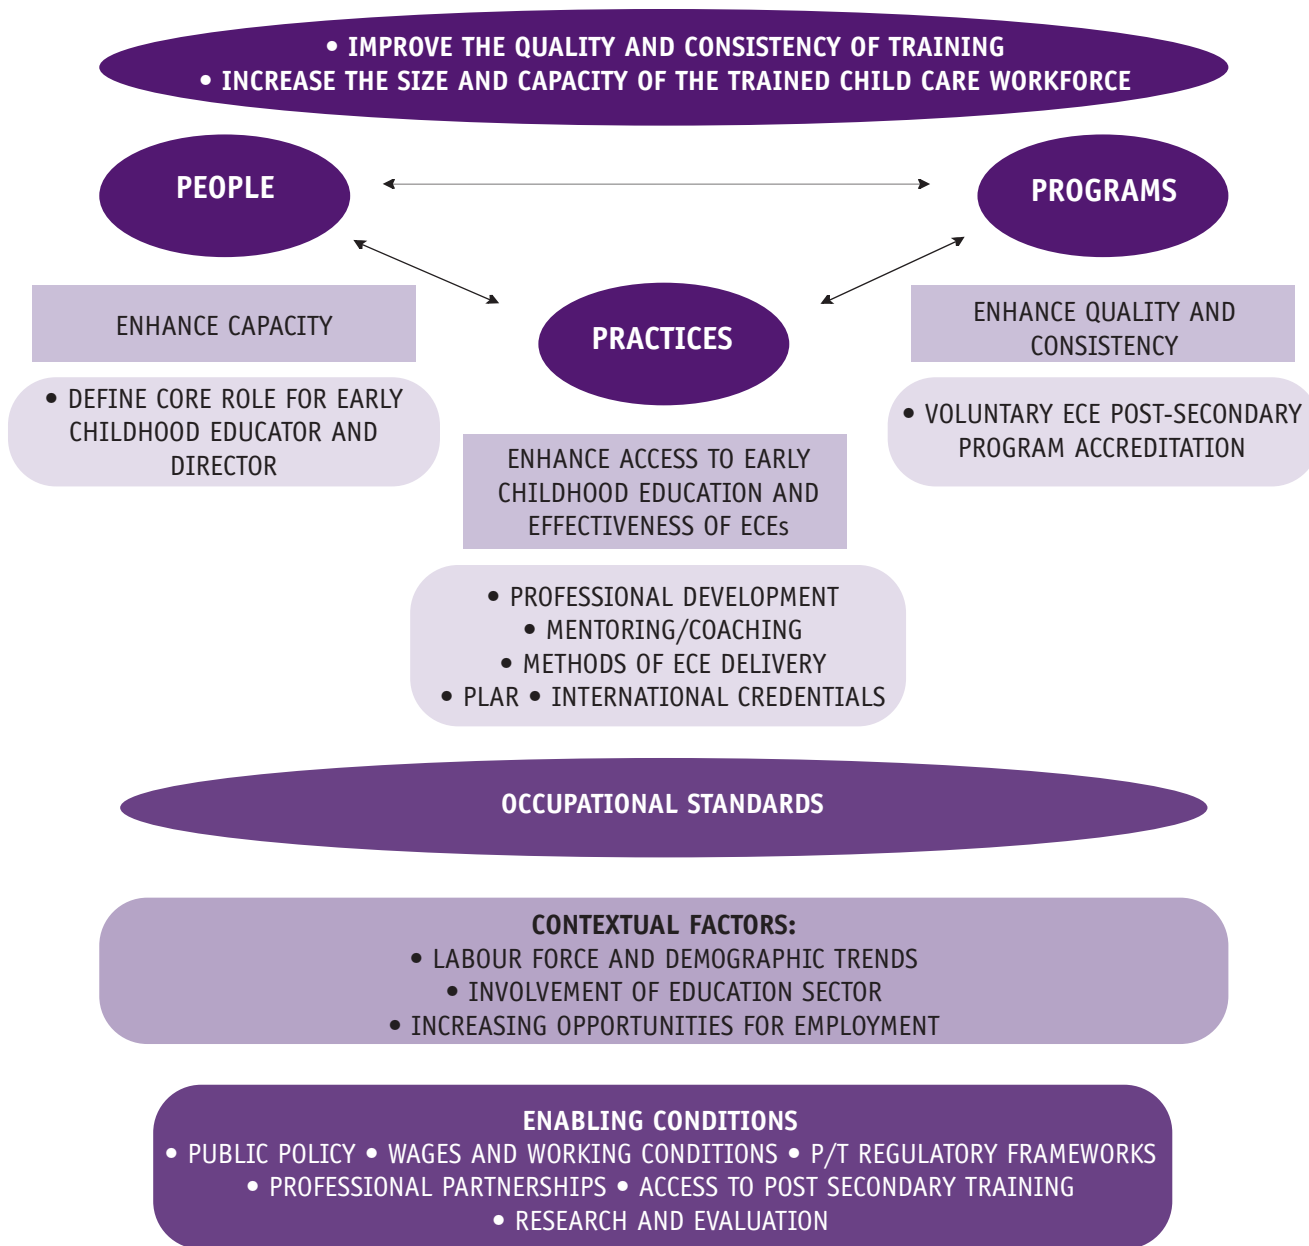 • IMPROVE THE QUALITY AND CONSISTENCY OF TRAINING
• INCREASE THE SIZE AND CAPACITY OF THE TRAINED CHILD CARE WORKFORCE
PEOPLE
PROGRAMS
PRACTICES
ENHANCE CAPACITY
• DEFINE CORE ROLE FOR EARLY
CHILDHOOD EDUCATOR AND
DIRECTOR
ENHANCE ACCESS TO EARLY
CHILDHOOD EDUCATION AND
EFFECTIVENESS OF ECEs
• PROFESSIONAL DEVELOPMENT
• MENTORING/COACHING
• METHODS OF ECE DELIVERY
• PLAR • INTERNATIONAL CREDENTIALS
ENHANCE QUALITY AND
CONSISTENCY
• VOLUNTARY ECE POST-SECONDARY
PROGRAM ACCREDITATION
OCCUPATIONAL STANDARDS
CONTEXTUAL FACTORS:
• LABOUR FORCE AND DEMOGRAPHIC TRENDS
• INVOLVEMENT OF EDUCATION SECTOR
• INCREASING OPPORTUNITIES FOR EMPLOYMENT
ENABLING CONDITIONS
• PUBLIC POLICY • WAGES AND WORKING CONDITIONS • P/T REGULATORY FRAMEWORKS
• PROFESSIONAL PARTNERSHIPS • ACCESS TO POST SECONDARY TRAINING
• RESEARCH AND EVALUATION